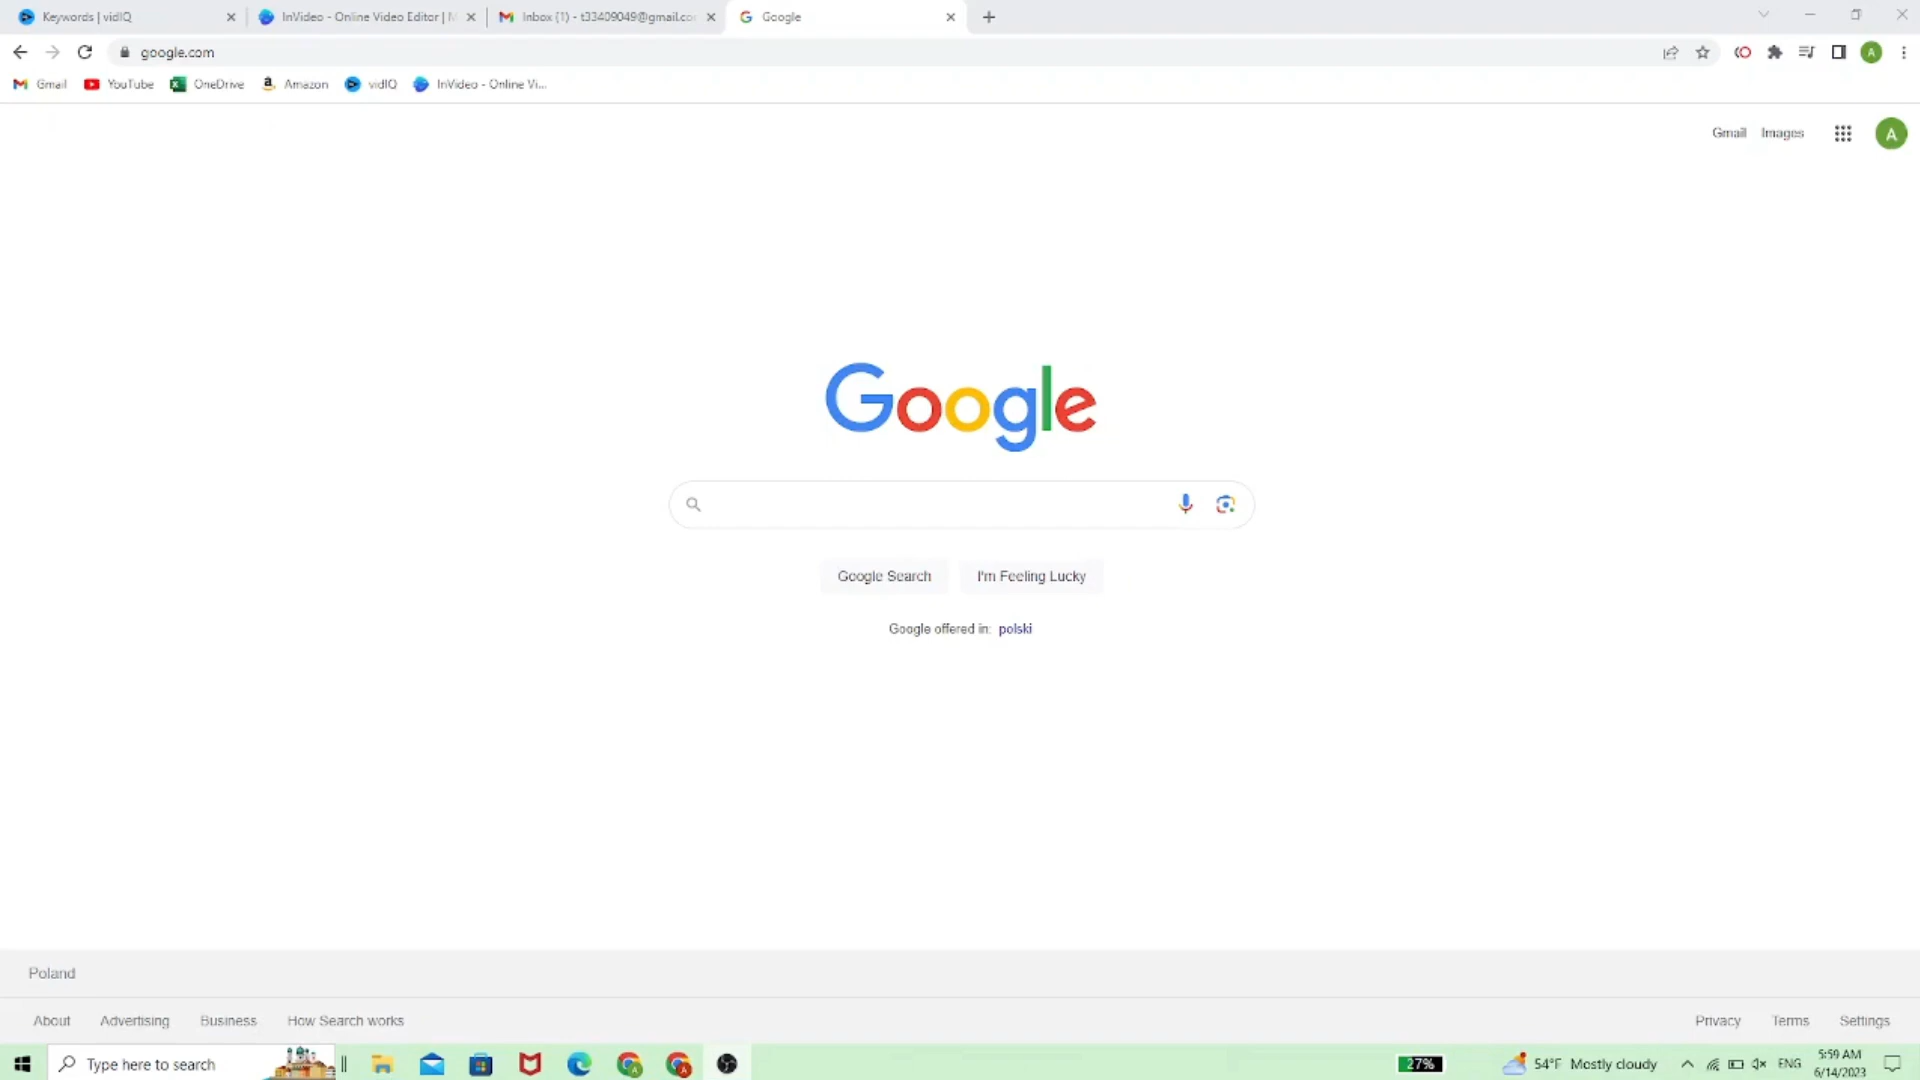 Keywords | vidIQ
InVideo - Online Video Editor | M
Inbox (1) - t33409049@gmail.co
Google
google.com
A
Gmail
YouTube
OneDrive
Amazon
vidIQ
InVideo - Online Vi...
Gmail
Images
A
Google
Google Search
I'm Feeling Lucky
Google offered in: polski
Poland
About
Advertising
Business
How Search works
Privacy
Terms
Settings
Type here to search
27%
54°F Mostly cloudy
ENG
5:59 AM
6/14/2023